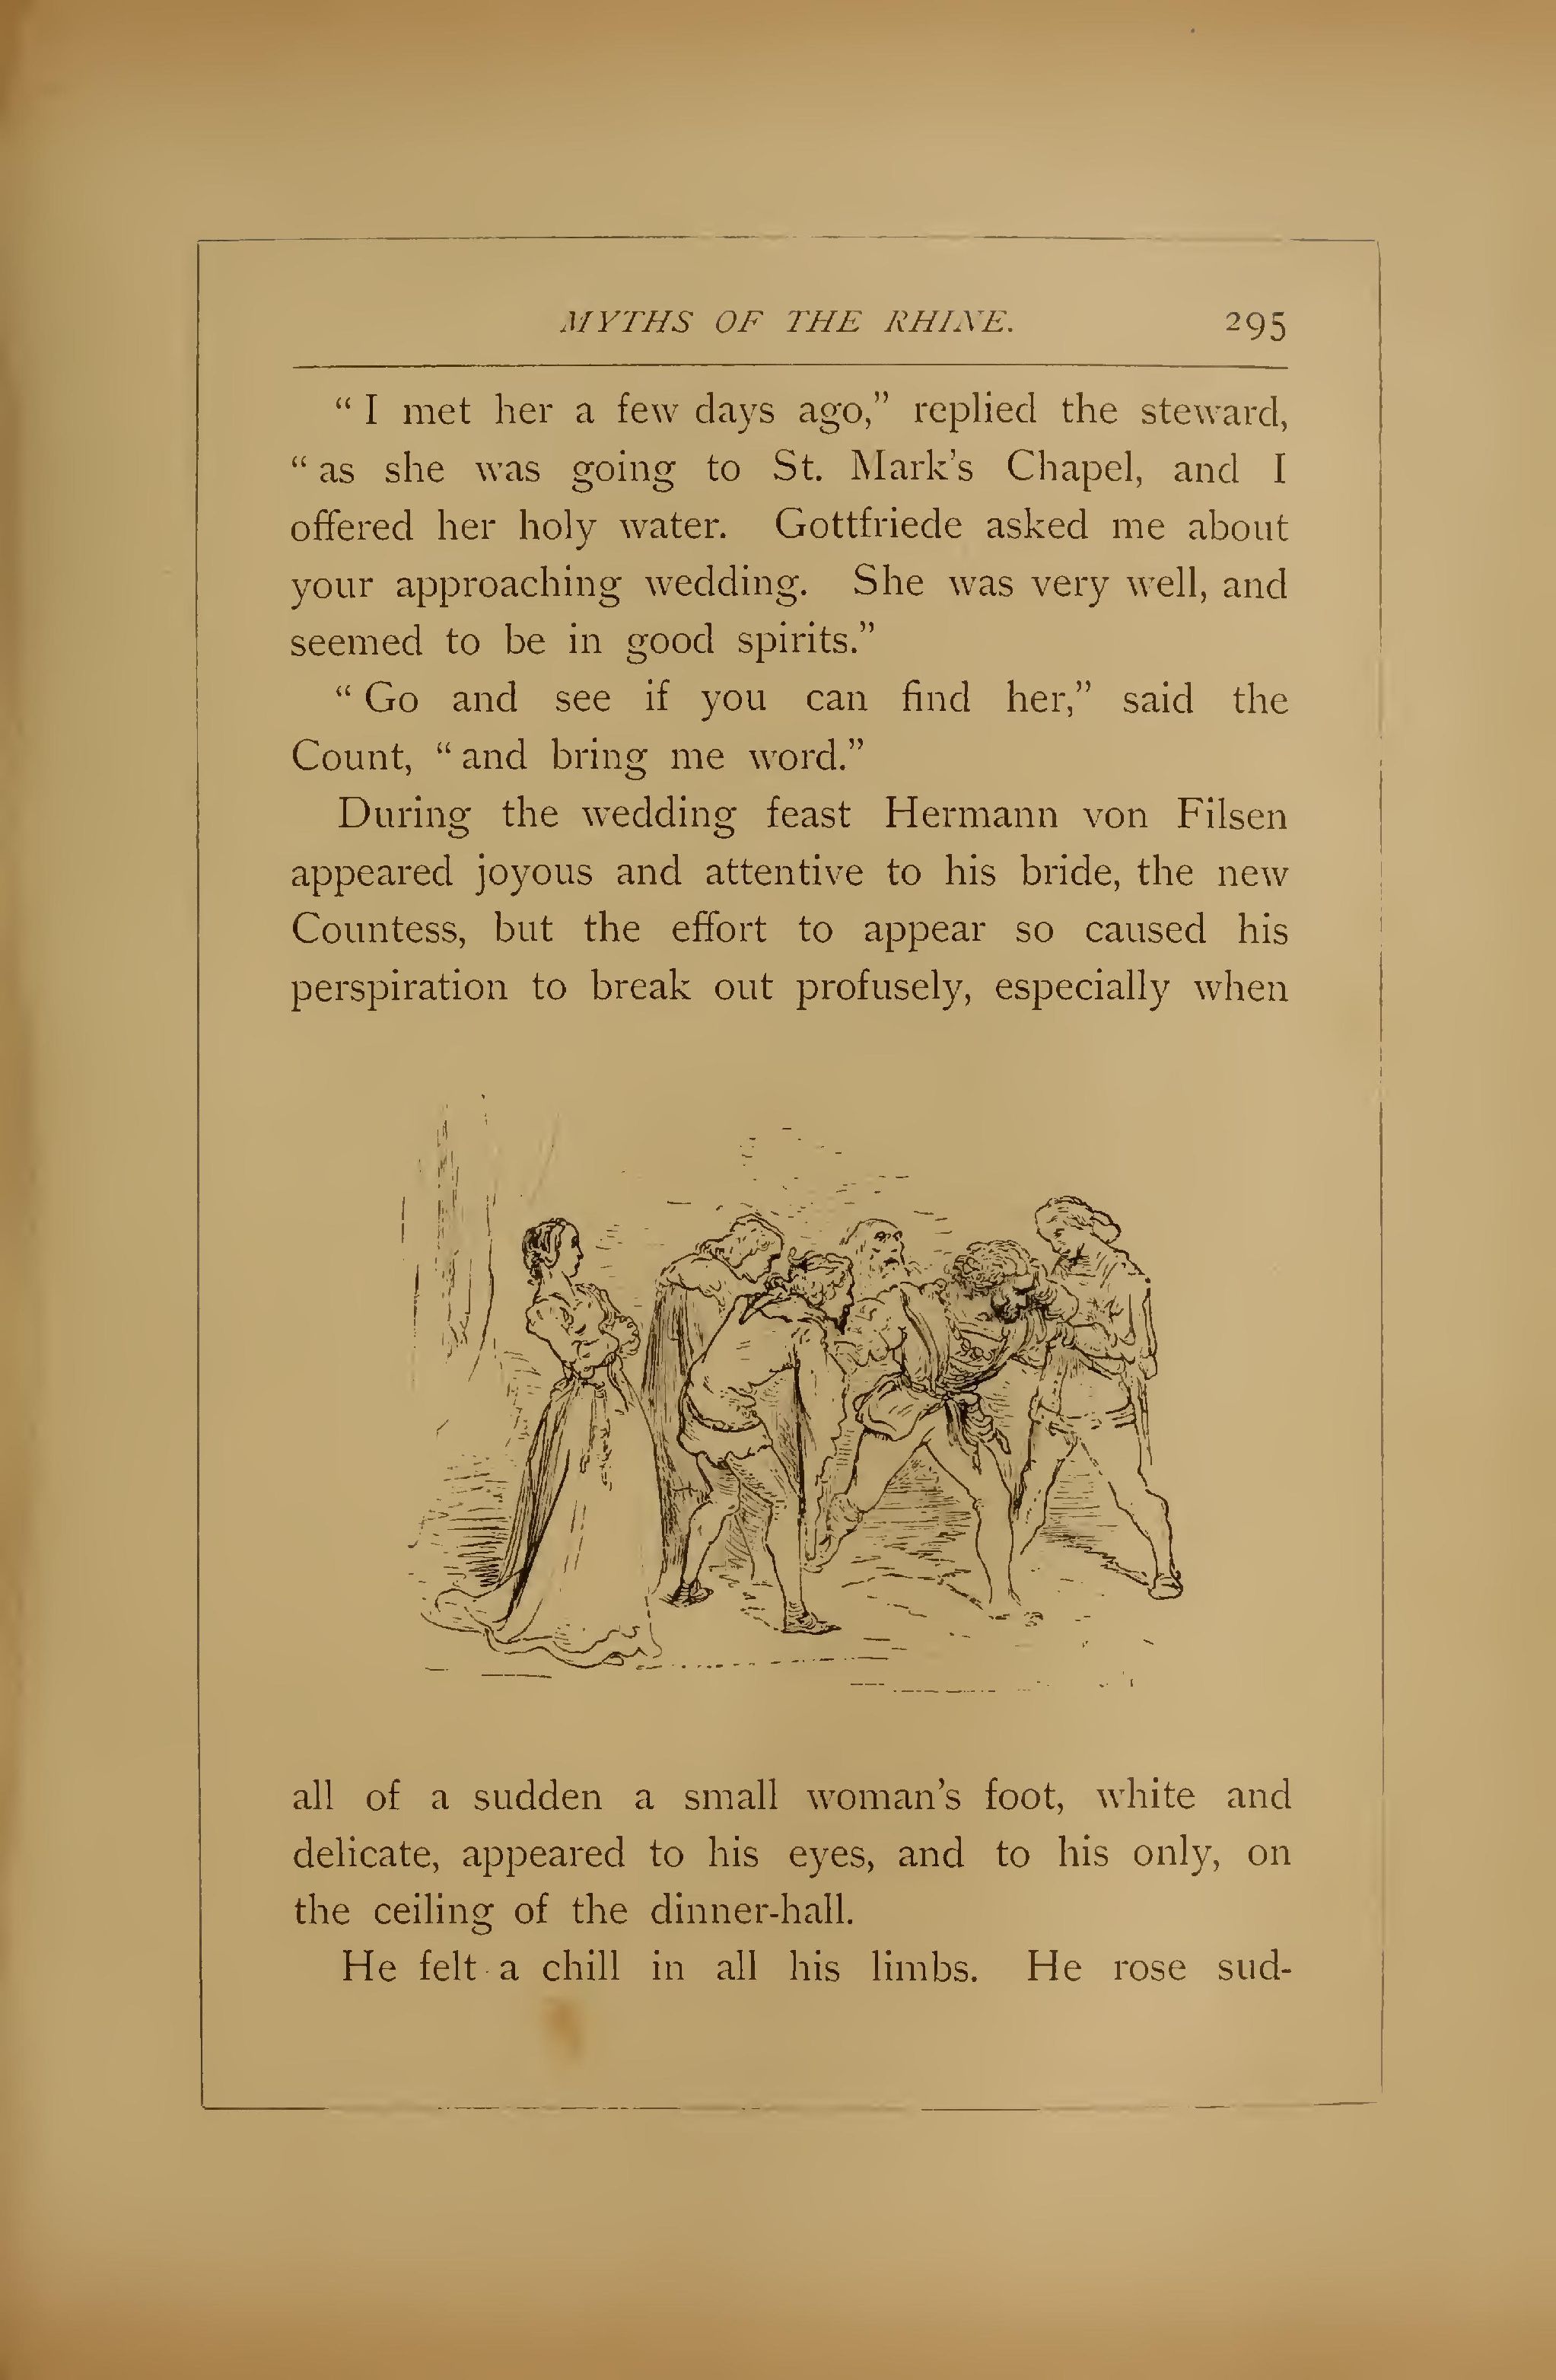 MYTHS OF THE RHINE. 295
“ I met her a few days ago,” replied the steward,
“ as she was going to St. Mark’s Chapel, and I
offered her holy water. Gottfriede asked me about
your approaching wedding. She was very well, and
seemed to be in good spirits.”
“ Go and see if you can find her,” said the
Count, “ and bring me word.”
During the wedding feast Hermann von Filsen
appeared joyous and attentive to his bride, the new
Countess, but the effort to appear so caused his
perspiration to break out profusely, especially when
all of a sudden a small woman’s foot, white and
delicate, appeared to his eyes, and to his only, on
the ceiling of the dinner-hall.
He felt a chill in all his limbs. He rose sud-